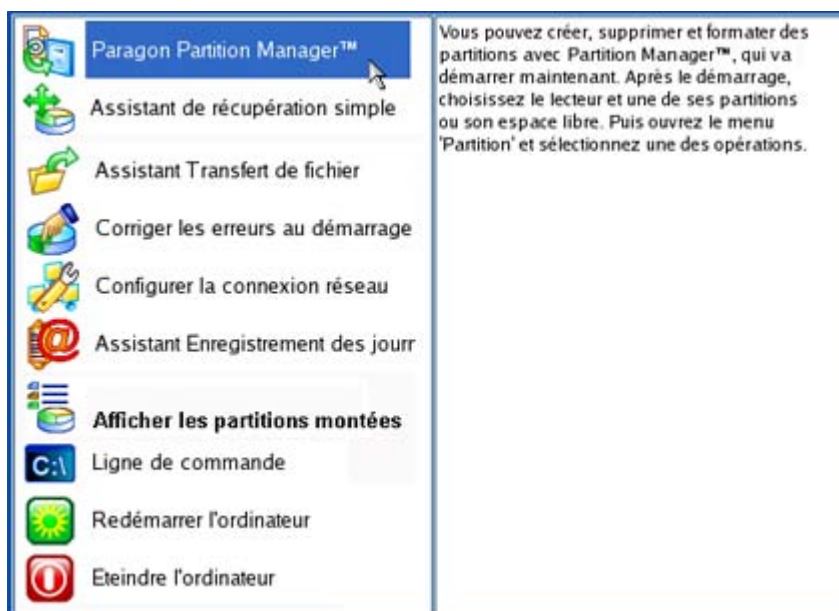 Paragon Partition Manager™
Assistant de récupération simple
Assistant Transfert de fichier
Corriger les erreurs au démarrage
Configurer la connexion réseau
Assistant Enregistrement des jourr
Afficher les partitions montées
C:\
Ligne de commande
Redémarrer l'ordinateur
Eteindre l'ordinateur
Vous pouvez créer, supprimer et formater des
partitions avec Partition Manager™, qui va
démarrer maintenant. Après le démarrage,
choisissez le lecteur et une de ses partitions
ou son espace libre. Puis ouvrez le menu
'Partition' et sélectionnez une des opérations.